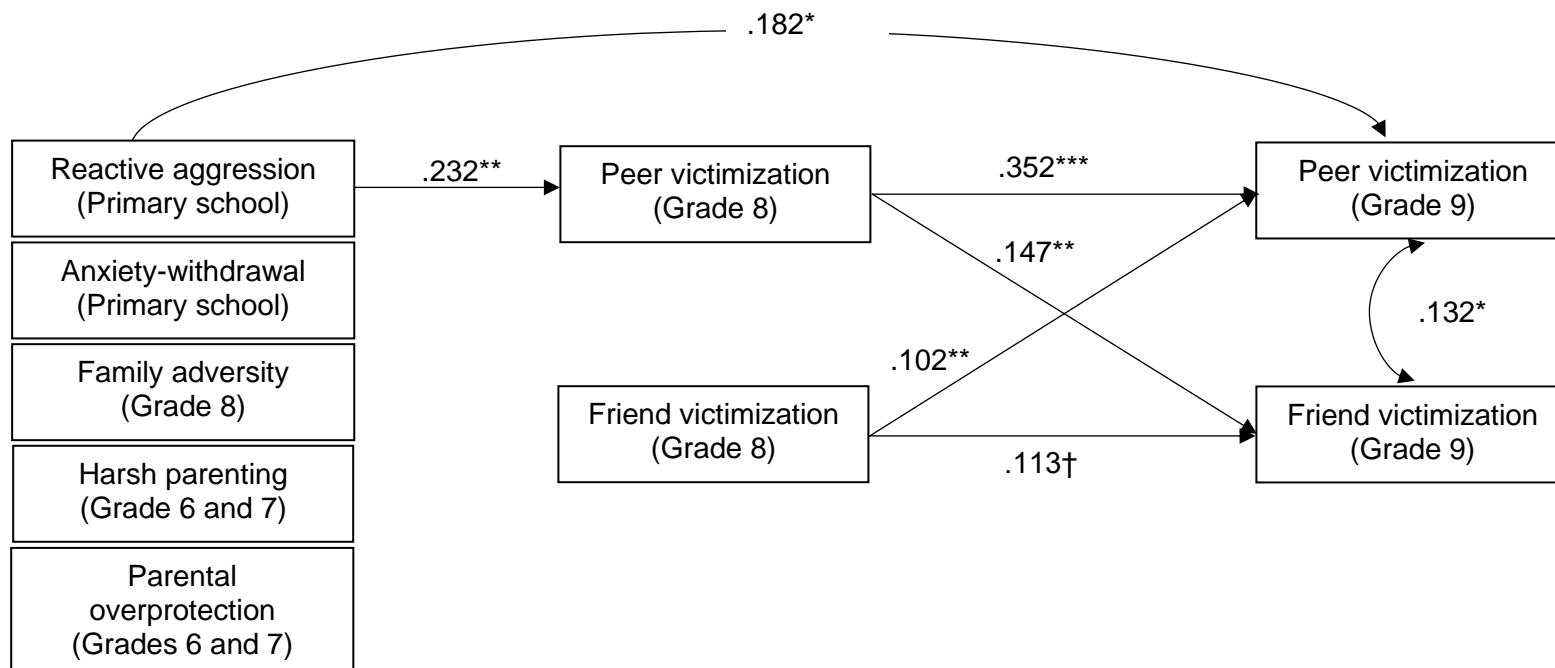 .182*
Reactive aggression
(Primary school)
.232**
Peer victimization
(Grade 8)
.352***
Peer victimization
(Grade 9)
Anxiety-withdrawal
(Primary school)
.147**
.132*
Family adversity
(Grade 8)
.102**
Friend victimization
(Grade 8)
.113†
Friend victimization
(Grade 9)
Harsh parenting
(Grade 6 and 7)
Parental
overprotection
(Grades 6 and 7)